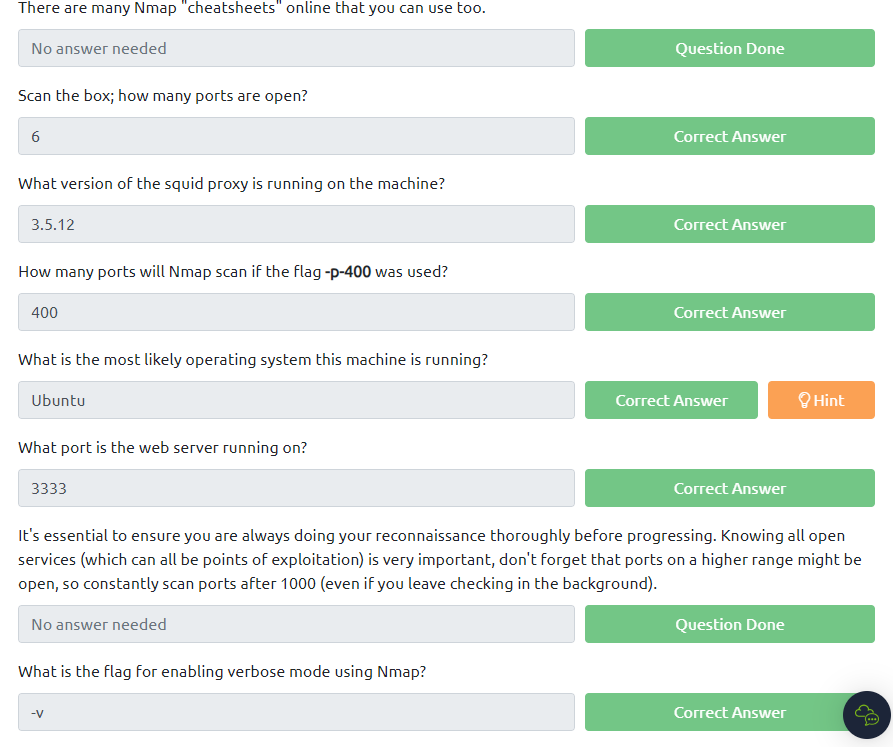 There are many Nmap "cheatsheets" online that you can use too.
No answer needed
Question Done
Scan the box; how many ports are open?
6
Correct Answer
What version of the squid proxy is running on the machine?
3.5.12
Correct Answer
How many ports will Nmap scan if the flag -p-400 was used?
400
Correct Answer
What is the most likely operating system this machine is running?
Ubuntu
Correct Answer
Hint
What port is the web server running on?
3333
Correct Answer
It's essential to ensure you are always doing your reconnaissance thoroughly before progressing. Knowing all open
services (which can all be points of exploitation) is very important, don't forget that ports on a higher range might be
open, so constantly scan ports after 1000 (even if you leave checking in the background).
No answer needed
Question Done
What is the flag for enabling verbose mode using Nmap?
-v
Correct Answer